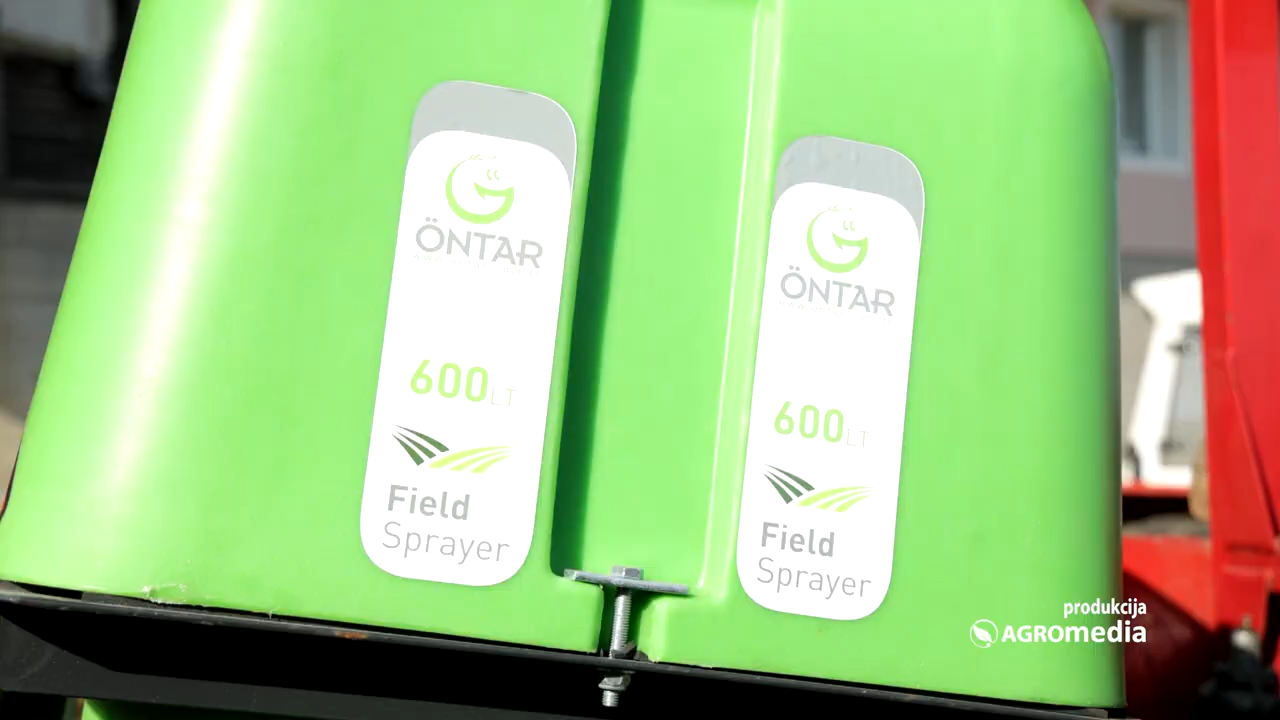 ÖNTAR
600LT
Field
Sprayer
ÖNTAR
600LT
Field
Sprayer
produkcija
AGROmedia